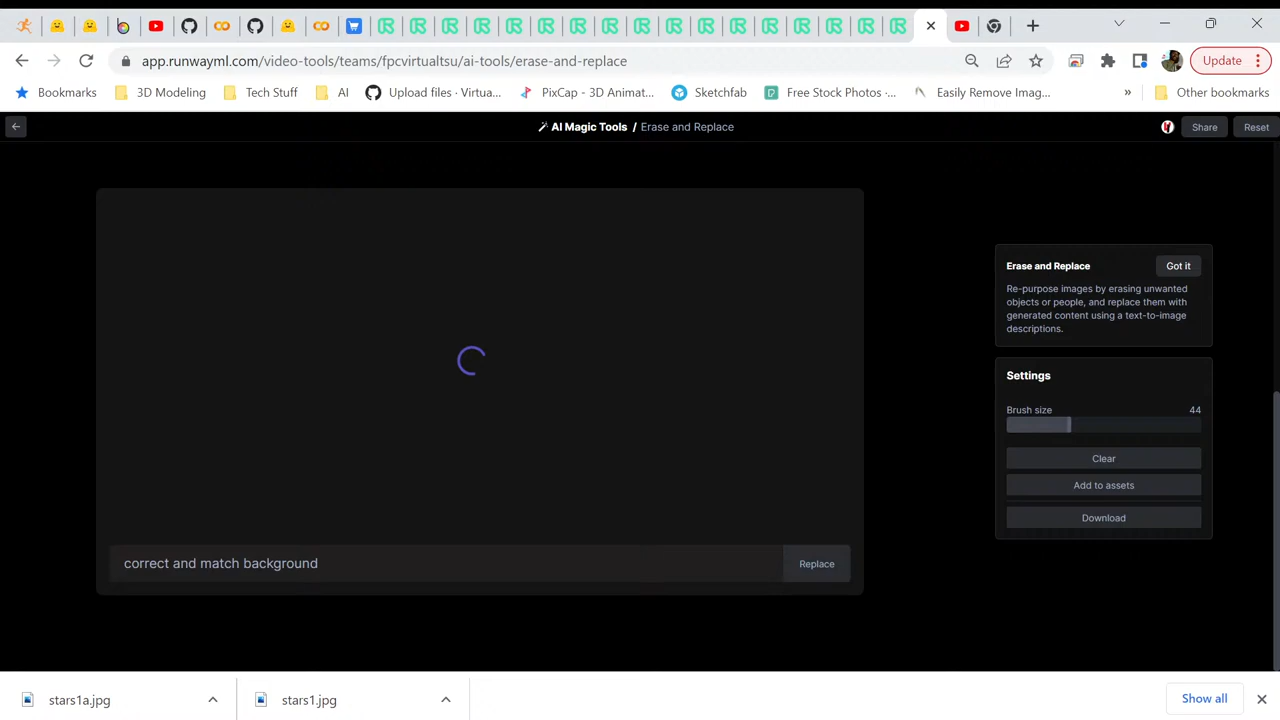 app.runwayml.com/video-tools/teams/fpcvirtualtsu/ai-tools/erase-and-replace
Update
Bookmarks
3D Modeling
Tech Stuff
AI
Upload files · Virtua...
PixCap - 3D Animat...
Sketchfab
Free Stock Photos ·...
Easily Remove Imag...
»
Other bookmarks
AI Magic Tools / Erase and Replace
Share
Reset
Erase and Replace
Got it
Re-purpose images by erasing unwanted
objects or people, and replace them with
generated content using a text-to-image
descriptions.
Settings
Brush size 44
Clear
Add to assets
Download
correct and match background
Replace
stars1a.jpg
stars1.jpg
Show all